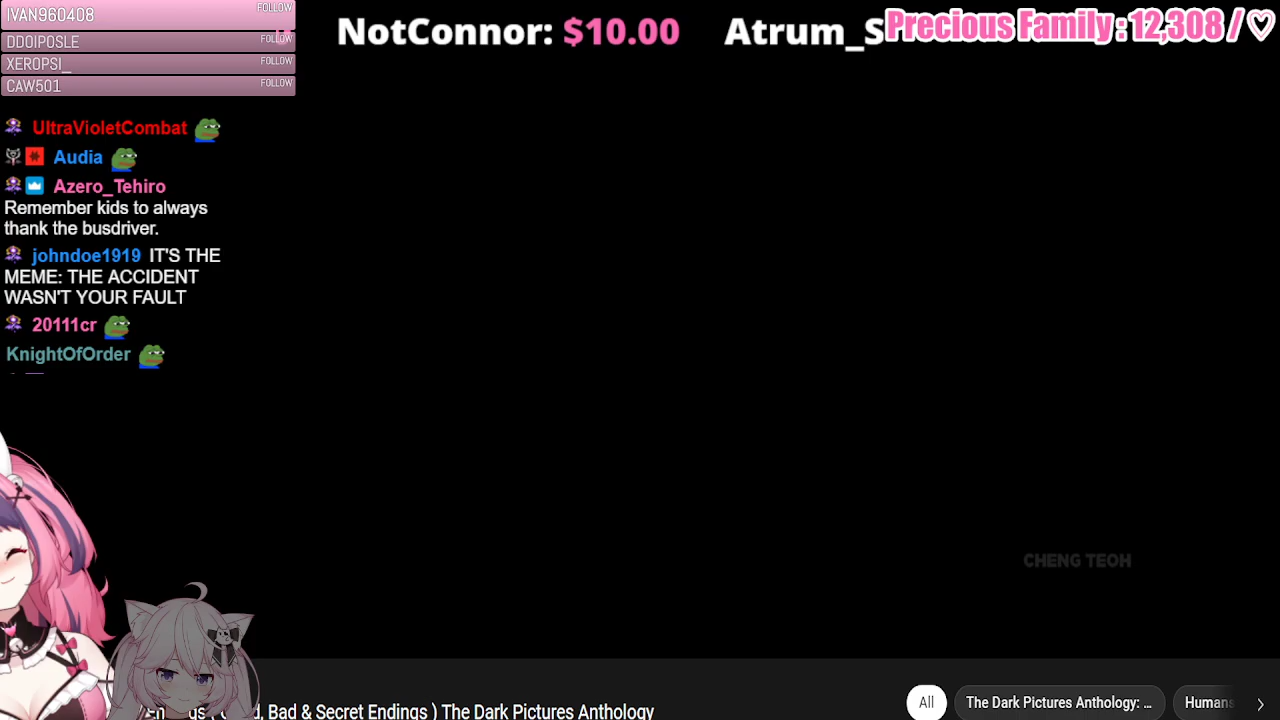 IVAN960408 FOLLOW
DDOIPOSLE FOLLOW
XEROPSI_ FOLLOW
CAW501 FOLLOW
NotConnor: $10.00 Atrum_S
Precious Family : 12,308 / ♡
UltraVioletCombat
Audia
Azero_Tehiro
Remember kids to always
thank the busdriver.
johndoe1919 IT'S THE
MEME: THE ACCIDENT
WASN'T YOUR FAULT
20111cr
KnightOfOrder
CHENG TEOH
Bad & Secret Endings ) The Dark Pictures Anthology
All The Dark Pictures Anthology: ... Humans